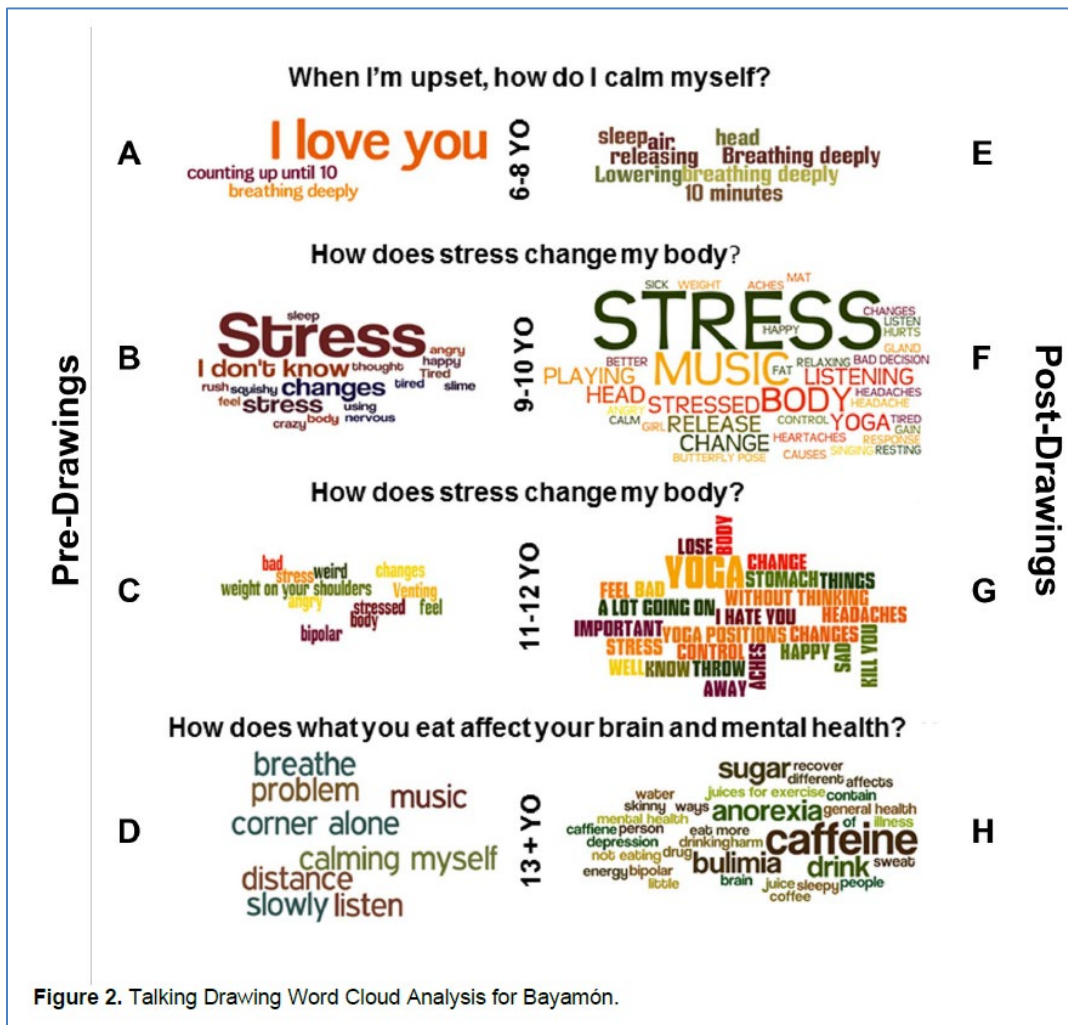 Pre-Drawings
Post-Drawings
When I'm upset, how do I calm myself?
A
I love you
counting up until 10
breathing deeply
6-8 YO
sleep air head
releasing Breathing deeply
Lowering breathing deeply
10 minutes
E
How does stress change my body?
B
sleep
Stress
angry
I don't know thought happy
Tired
rush squishy changes tired slime
feel stress using
nervous
crazy body
9-10 YO
SICK WEIGHT ACHES MAT
STRESS
CHANGES
LISTEN
HAPPY HURTS
GLAND
BETTER MUSIC FAT RELAXING BAD DECISION
PLAYING LISTENING
HEAD STRESSED BODY HEADACHES
HEADACHE
ANGRY
CALM GIRL RELEASE CONTROL YOGA TIRED
GAIN
CHANGE HEARTACHES RESPONSE
BUTTERFLY POSE CAUSES SINGING RESTING
F
How does stress change my body?
C
bad
stress weird changes
weight on your shoulders Venting
angry stressed feel
body
bipolar
11-12 YO
LOSE BODY
YOGA CHANGE
STOMACH THINGS
FEEL BAD WITHOUT THINKING
A LOT GOING ON I HATE YOU HEADACHES
IMPORTANT YOGA POSITIONS CHANGES
STRESS CONTROL HAPPY SAD KILL YOU
WELL KNOW THROW ACHES
AWAY
G
How does what you eat affect your brain and mental health?
D
breathe
problem music
corner alone
calming myself
distance
slowly listen
13 + YO
sugar recover
different affects
water juices for exercise contain
skinny ways anorexia general health
mental health of illness
caffiene person eat more caffeine
depression drinking harm
not eating drug bulimia drink sweat
energy bipolar
little brain juice sleepy people
coffee
H
Figure 2. Talking Drawing Word Cloud Analysis for Bayamón.